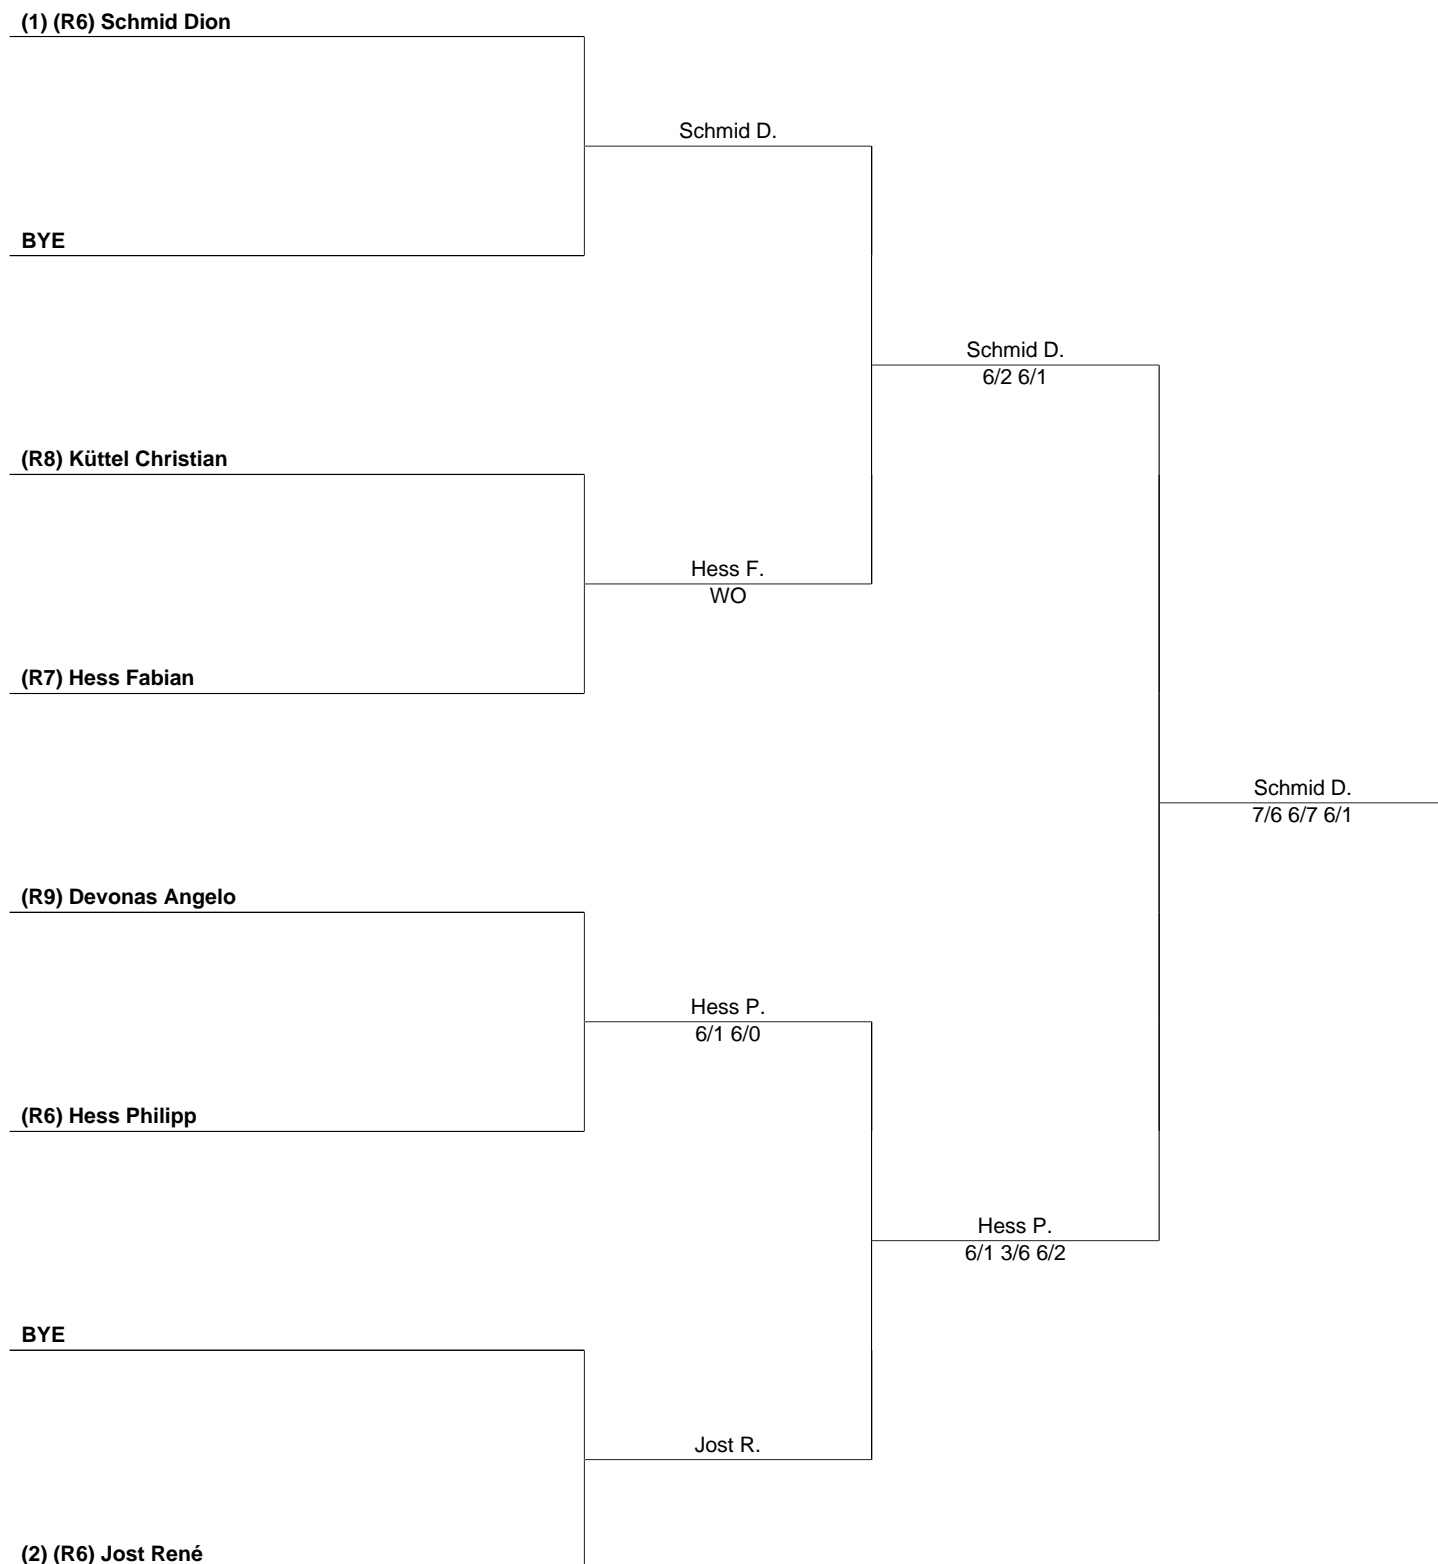 (1) (R6) Schmid Dion
Schmid D.
BYE
Schmid D.
6/2 6/1
(R8) Küttel Christian
Hess F.
WO
(R7) Hess Fabian
Schmid D.
7/6 6/7 6/1
(R9) Devonas Angelo
Hess P.
6/1 6/0
(R6) Hess Philipp
Hess P.
6/1 3/6 6/2
BYE
Jost R.
(2) (R6) Jost René